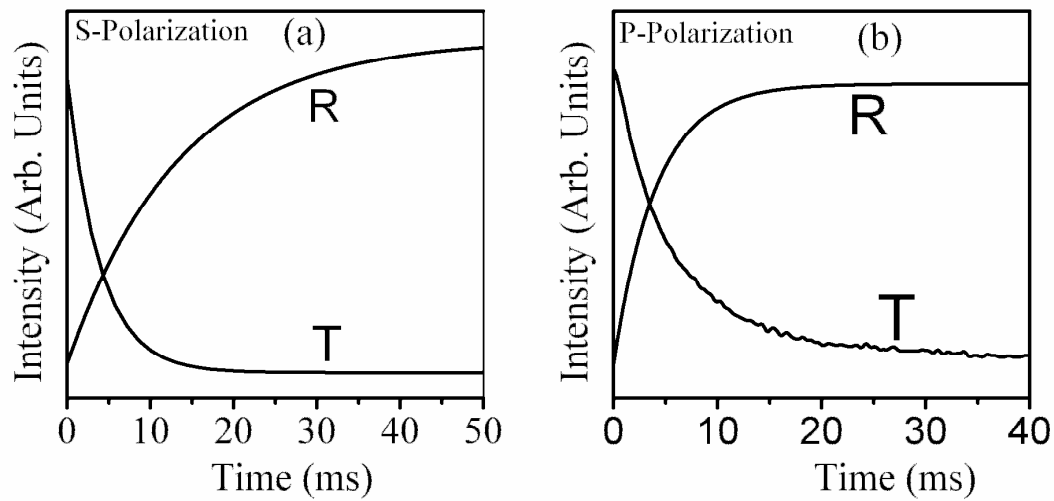 S-Polarization (a)
Intensity (Arb. Units)
R
T
0 10 20 30 40 50
Time (ms)
P-Polarization (b)
Intensity (Arb. Units)
R
T
0 10 20 30 40
Time (ms)